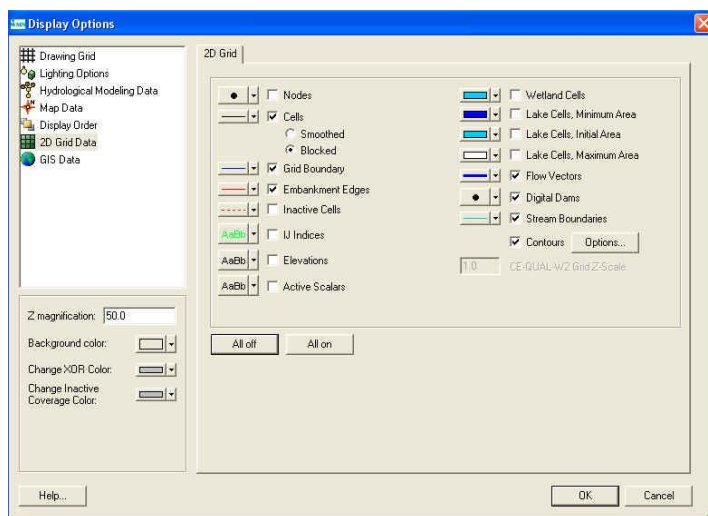 Display Options
Drawing Grid
Lighting Options
Hydrological Modeling Data
Map Data
Display Order
2D Grid Data
GIS Data
Z magnification: 50.0
Background color:
Change XOR Color:
Change Inactive
Coverage Color:
2D Grid
Nodes
Cells
Smoothed
Blocked
Grid Boundary
Embankment Edges
Inactive Cells
AaBb IJ Indices
AaBb Elevations
AaBb Active Scalars
Wetland Cells
Lake Cells, Minimum Area
Lake Cells, Initial Area
Lake Cells, Maximum Area
Flow Vectors
Digital Dams
Stream Boundaries
Contours Options...
1.0 CE-QUAL-W2 Grid Z-Scale
All off All on
Help... OK Cancel